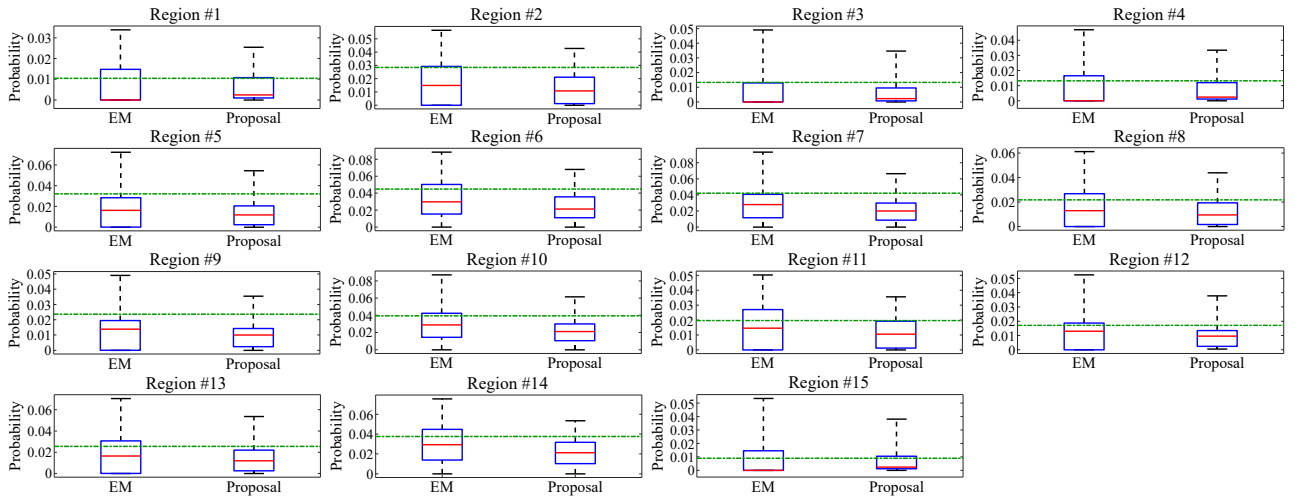 Region #1
Probability
0.03
0.02
0.01
0
EM
Proposal
Region #2
Probability
0.05
0.04
0.03
0.02
0.01
0
EM
Proposal
Region #3
Probability
0.05
0.04
0.03
0.02
0.01
0
EM
Proposal
Region #4
Probability
0.04
0.03
0.02
0.01
0
EM
Proposal
Region #5
Probability
0.06
0.04
0.02
0
EM
Proposal
Region #6
Probability
0.08
0.06
0.04
0.02
0
EM
Proposal
Region #7
Probability
0.08
0.06
0.04
0.02
0
EM
Proposal
Region #8
Probability
0.06
0.04
0.02
0
EM
Proposal
Region #9
Probability
0.05
0.04
0.03
0.02
0.01
0
EM
Proposal
Region #10
Probability
0.08
0.06
0.04
0.02
0
EM
Proposal
Region #11
Probability
0.05
0.04
0.03
0.02
0.01
0
EM
Proposal
Region #12
Probability
0.05
0.04
0.03
0.02
0.01
0
EM
Proposal
Region #13
Probability
0.06
0.04
0.02
0
EM
Proposal
Region #14
Probability
0.06
0.04
0.02
0
EM
Proposal
Region #15
Probability
0.05
0.04
0.03
0.02
0.01
0
EM
Proposal